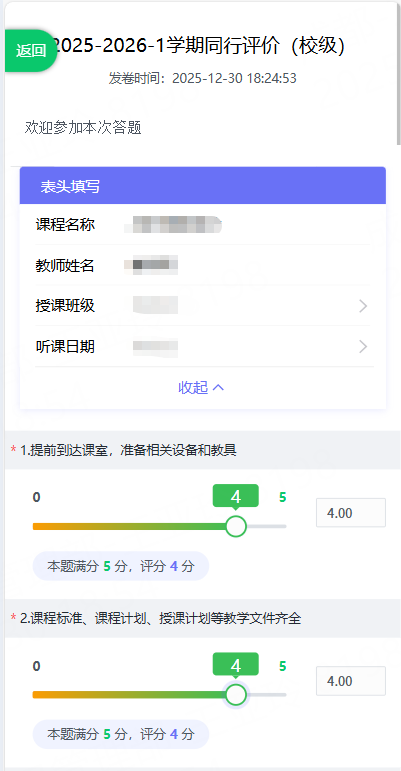 返回
2025-2026-1学期同行评价（校级）
发卷时间：2025-12-30 18:24:53
欢迎参加本次答题
表头填写
课程名称
教师姓名
授课班级
听课日期
收起
* 1.提前到达课室，准备相关设备和教具
0 4 5
4.00
本题满分 5 分，评分 4 分
* 2.课程标准、课程计划、授课计划等教学文件齐全
0 4 5
4.00
本题满分 5 分，评分 4 分